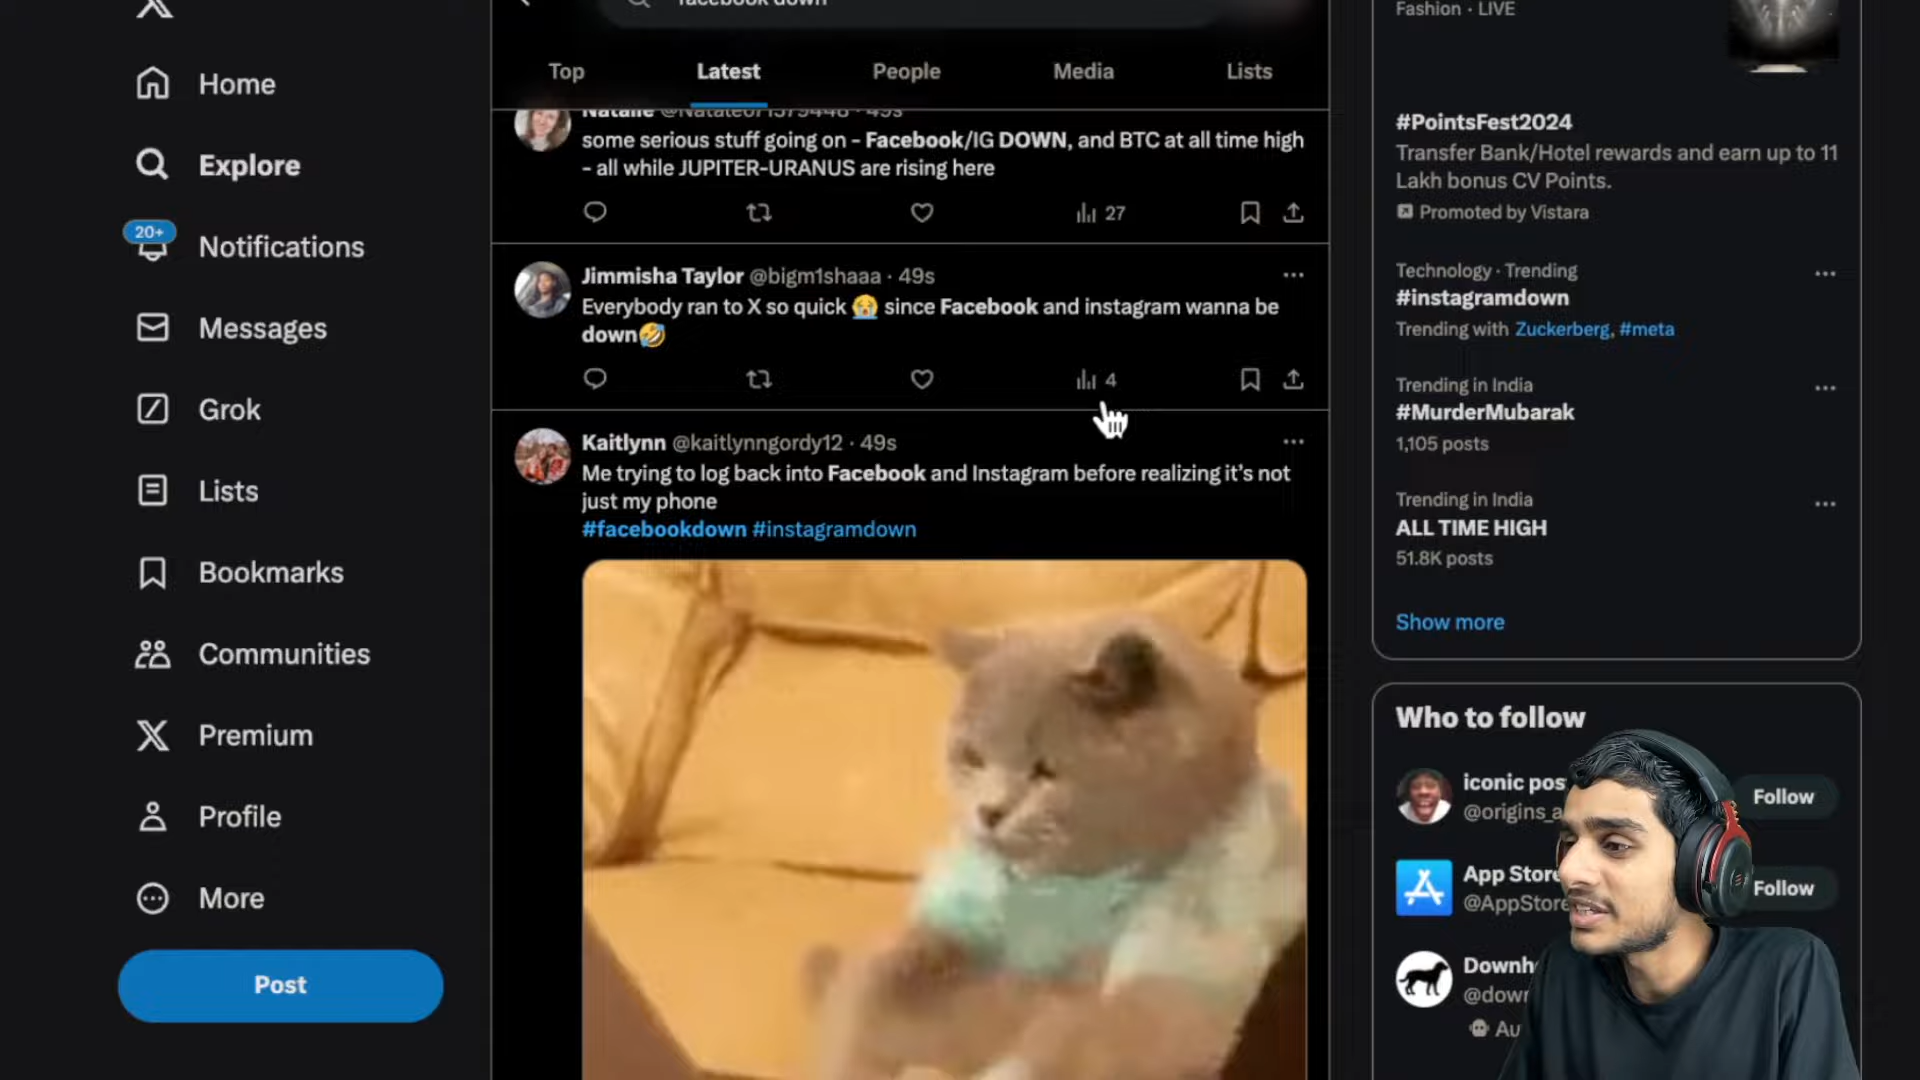 facebook down
Top
Latest
People
Media
Lists
Home
Explore
20+
Notifications
Messages
Grok
Lists
Bookmarks
Communities
Premium
Profile
More
Post
Natalie
49s
some serious stuff going on - Facebook/IG DOWN, and BTC at all time high
- all while JUPITER-URANUS are rising here
27
Jimmisha Taylor @bigm1shaaa · 49s
Everybody ran to X so quick 😭 since Facebook and instagram wanna be
down🤣
4
Kaitlynn @kaitlynngordy12 · 49s
Me trying to log back into Facebook and Instagram before realizing it's not
just my phone
#facebookdown #instagramdown
Fashion · LIVE
#PointsFest2024
Transfer Bank/Hotel rewards and earn up to 11
Lakh bonus CV Points.
Promoted by Vistara
Technology · Trending
#instagramdown
Trending with Zuckerberg, #meta
Trending in India
#MurderMubarak
1,105 posts
Trending in India
ALL TIME HIGH
51.8K posts
Show more
Who to follow
iconic pos
@origins_a
Follow
App Store
@AppStore
Follow
Downh
@down
Au